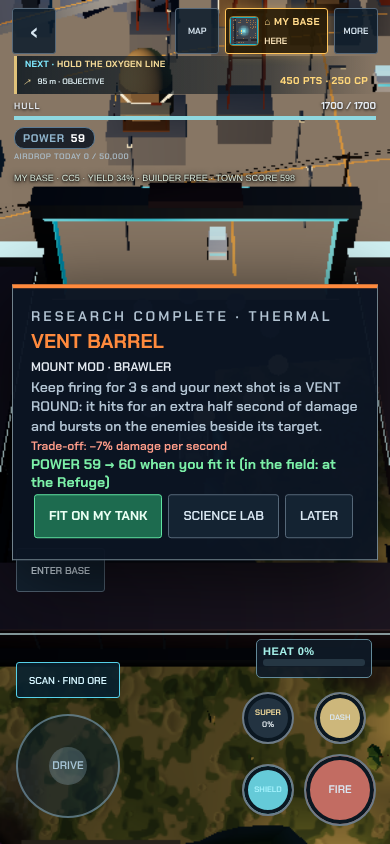 ‹
MAP
⌂ MY BASE
HERE
MORE
NEXT · HOLD THE OXYGEN LINE
↗ 95 m · OBJECTIVE
450 PTS · 250 CP
HULL
1700 / 1700
POWER 59
AIRDROP TODAY 0 / 50,000
MY BASE · CC5 · YIELD 34% · BUILDER FREE · TOWN SCORE 598
RESEARCH COMPLETE · THERMAL
VENT BARREL
MOUNT MOD · BRAWLER
Keep firing for 3 s and your next shot is a VENT
ROUND: it hits for an extra half second of damage
and bursts on the enemies beside its target.
Trade-off: −7% damage per second
POWER 59 → 60 when you fit it (in the field: at
the Refuge)
FIT ON MY TANK
SCIENCE LAB
LATER
ENTER BASE
HEAT 0%
SCAN · FIND ORE
SUPER
0%
DASH
DRIVE
SHIELD
FIRE